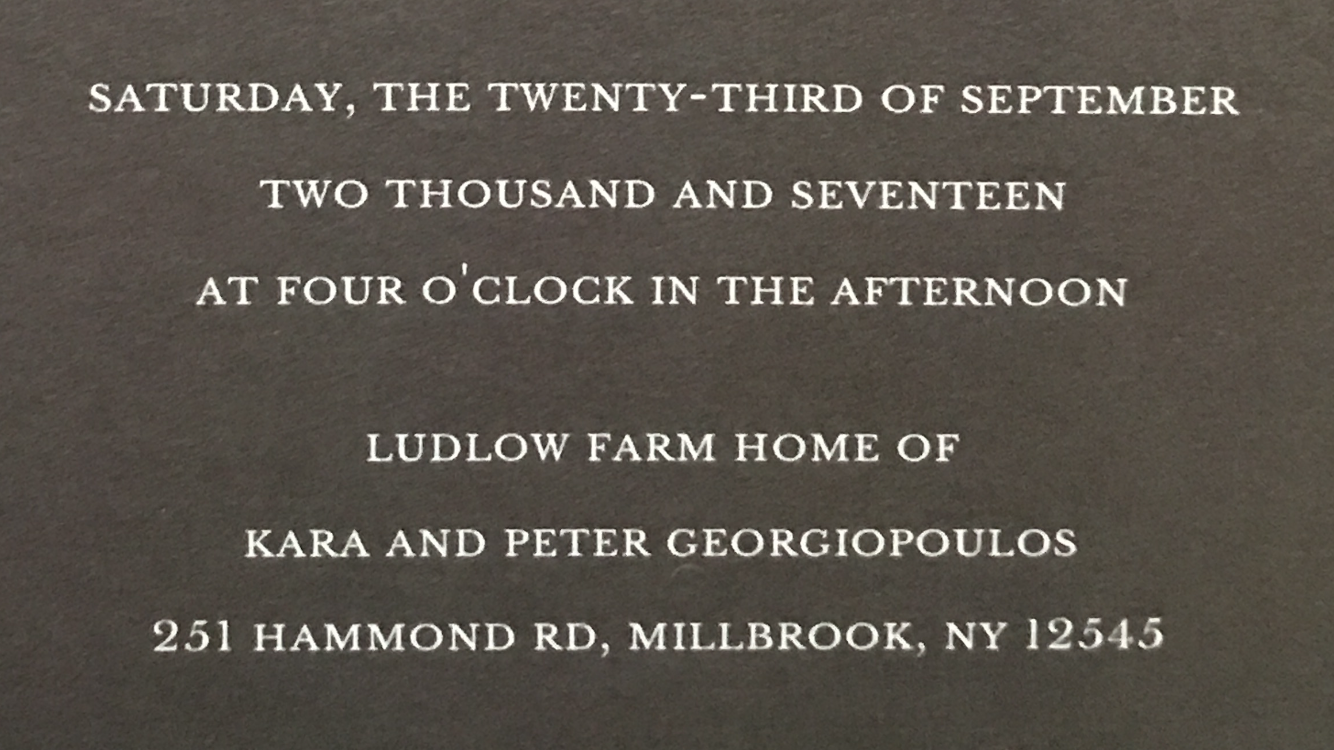 SATURDAY, THE TWENTY-THIRD OF SEPTEMBER
TWO THOUSAND AND SEVENTEEN
AT FOUR O'CLOCK IN THE AFTERNOON
LUDLOW FARM HOME OF
KARA AND PETER GEORGIOPOULOS
251 HAMMOND RD, MILLBROOK, NY 12545